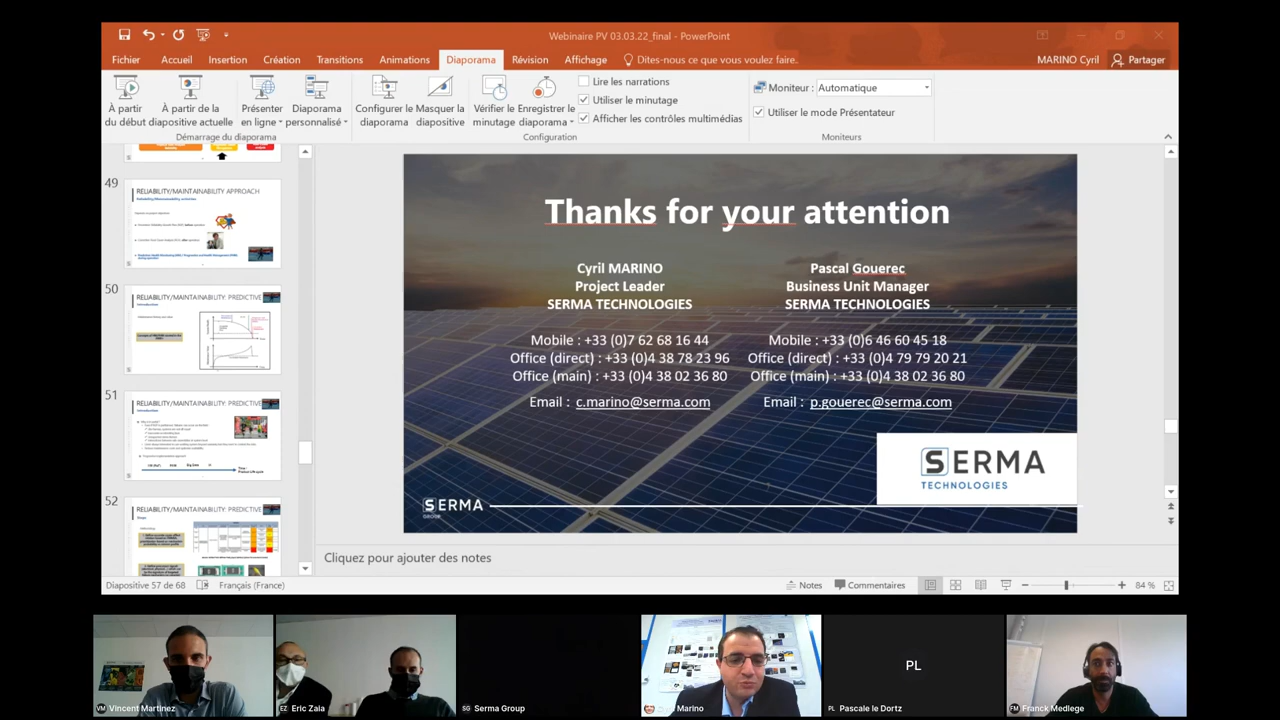 Webinaire PV 03.03.22_final - PowerPoint
Fichier Accueil Insertion Création Transitions Animations Diaporama Révision Affichage Dites-nous ce que vous voulez faire. MARINO Cyril Partager
À partir du début
À partir de la diapositive actuelle
Présenter en ligne
Diaporama personnalisé
Démarrage du diaporama
Configurer le diaporama
Masquer la diapositive
Vérifier le minutage
Enregistrer le diaporama
Lire les narrations
Utiliser le minutage
Afficher les contrôles multimédias
Configuration
Moniteur : Automatique
Utiliser le mode Présentateur
Moniteurs
49
RELIABILITY/MAINTAINABILITY APPROACH
50
RELIABILITY/MAINTAINABILITY: PREDICTIVE
Introduction
51
RELIABILITY/MAINTAINABILITY: PREDICTIVE
Introduction
52
RELIABILITY/MAINTAINABILITY: PREDICTIVE
Thanks for your attention
Cyril MARINO
Project Leader
SERMA TECHNOLOGIES
Mobile : +33 (0)7 62 68 16 44
Office (direct) : +33 (0)4 38 78 23 96
Office (main) : +33 (0)4 38 02 36 80
Email : c.marino@serma.com
Pascal Gouerec
Business Unit Manager
SERMA TECHNOLOGIES
Mobile : +33 (0)6 46 60 45 18
Office (direct) : +33 (0)4 79 79 20 21
Office (main) : +33 (0)4 38 02 36 80
Email : p.gouerec@serma.com
SERMA
TECHNOLOGIES
SERMA
GROUP
Cliquez pour ajouter des notes
Diapositive 57 de 68 Français (France) Notes Commentaires 84 %
VM Vincent Martinez
EZ Eric Zala
SG Serma Group
Marino
PL
PL Pascale le Dortz
FM Franck Medlege